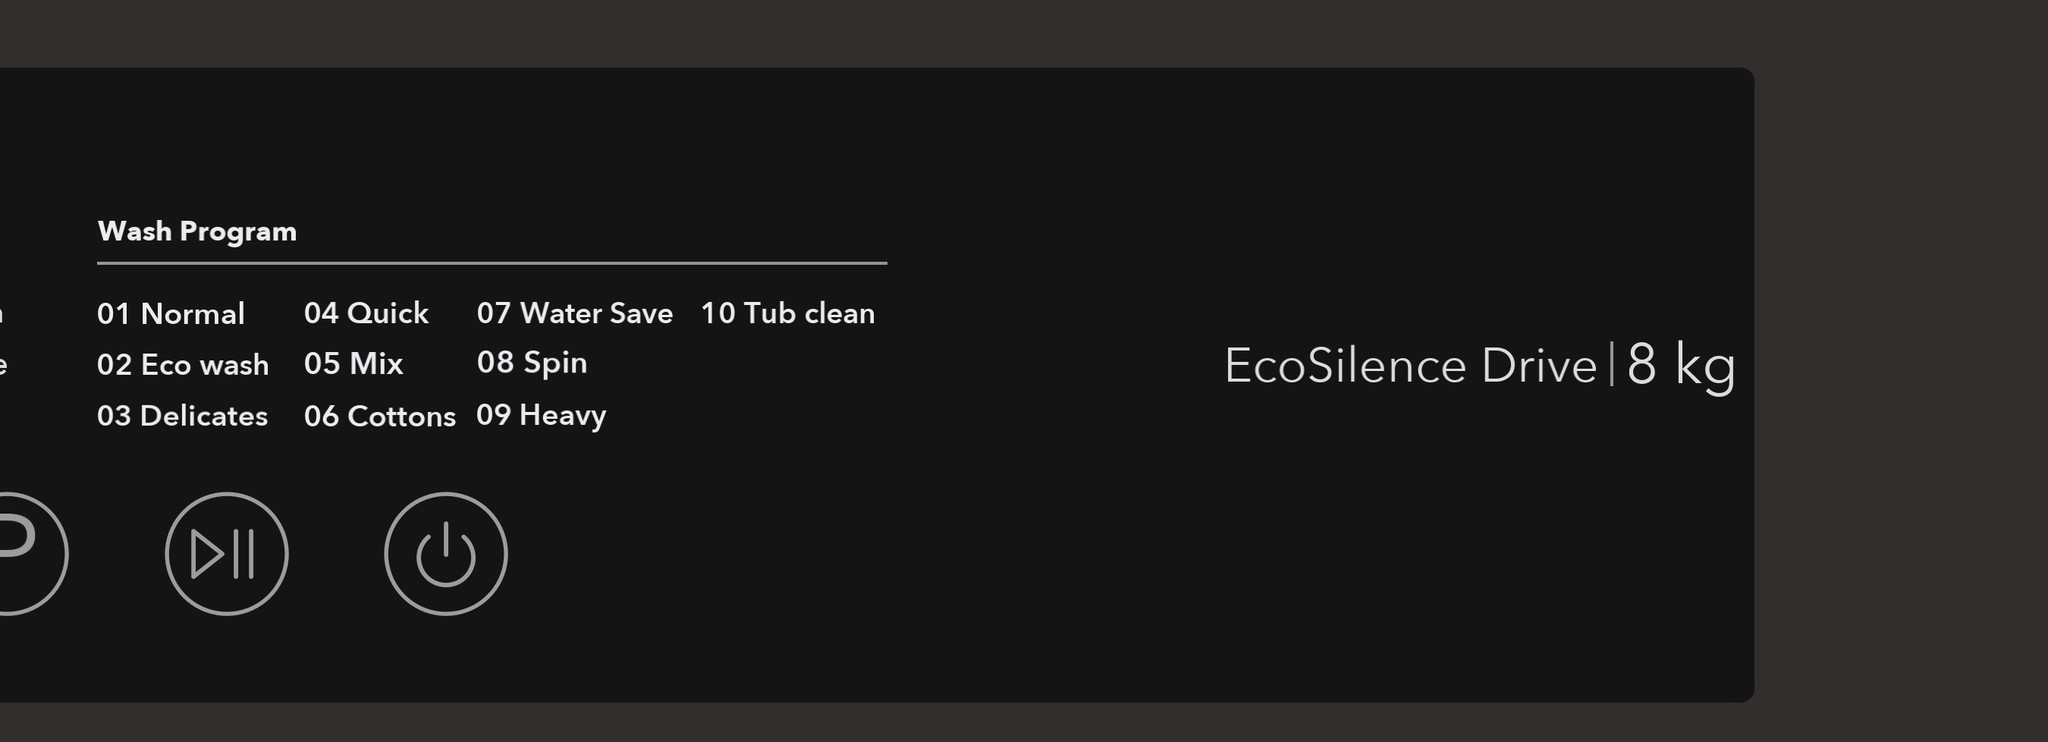 Wash Program
01 Normal 04 Quick 07 Water Save 10 Tub clean
02 Eco wash 05 Mix 08 Spin
03 Delicates 06 Cottons 09 Heavy
EcoSilence Drive|8 kg
P